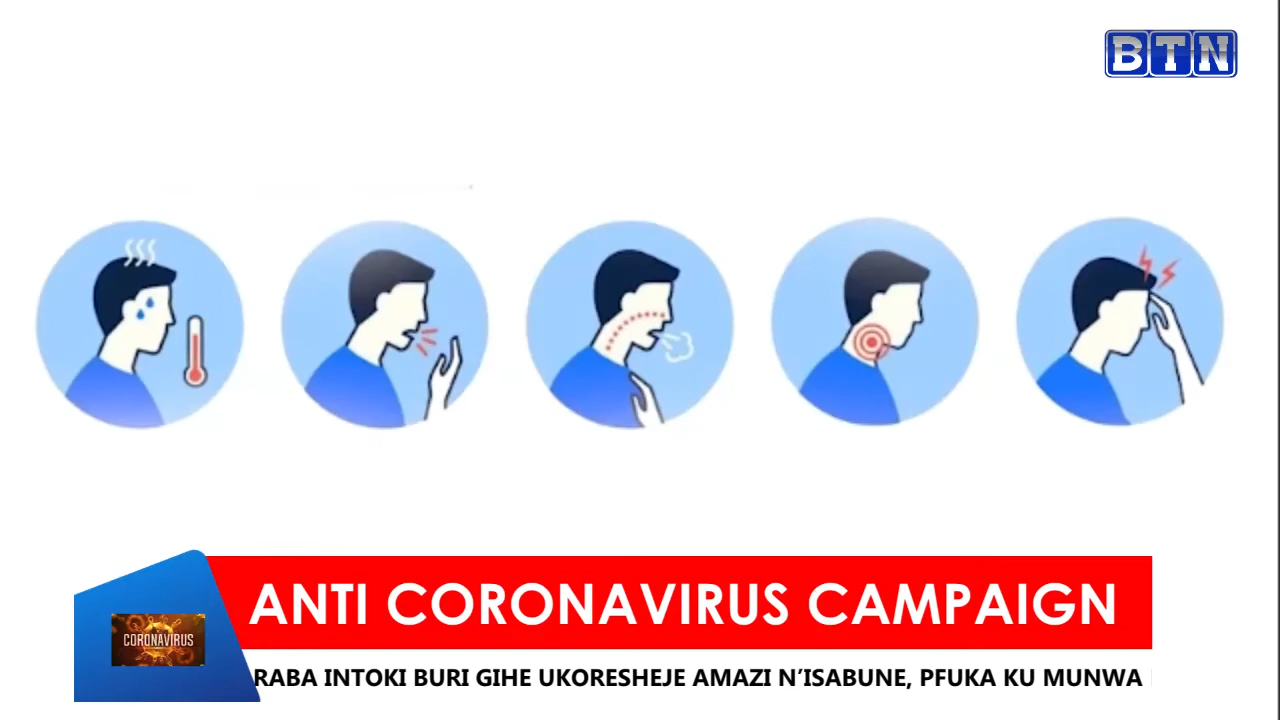 BTN
ANTI CORONAVIRUS CAMPAIGN
CORONAVIRUS
RABA INTOKI BURI GIHE UKORESHEJE AMAZI N’ISABUNE, PFUKA KU MUNWA